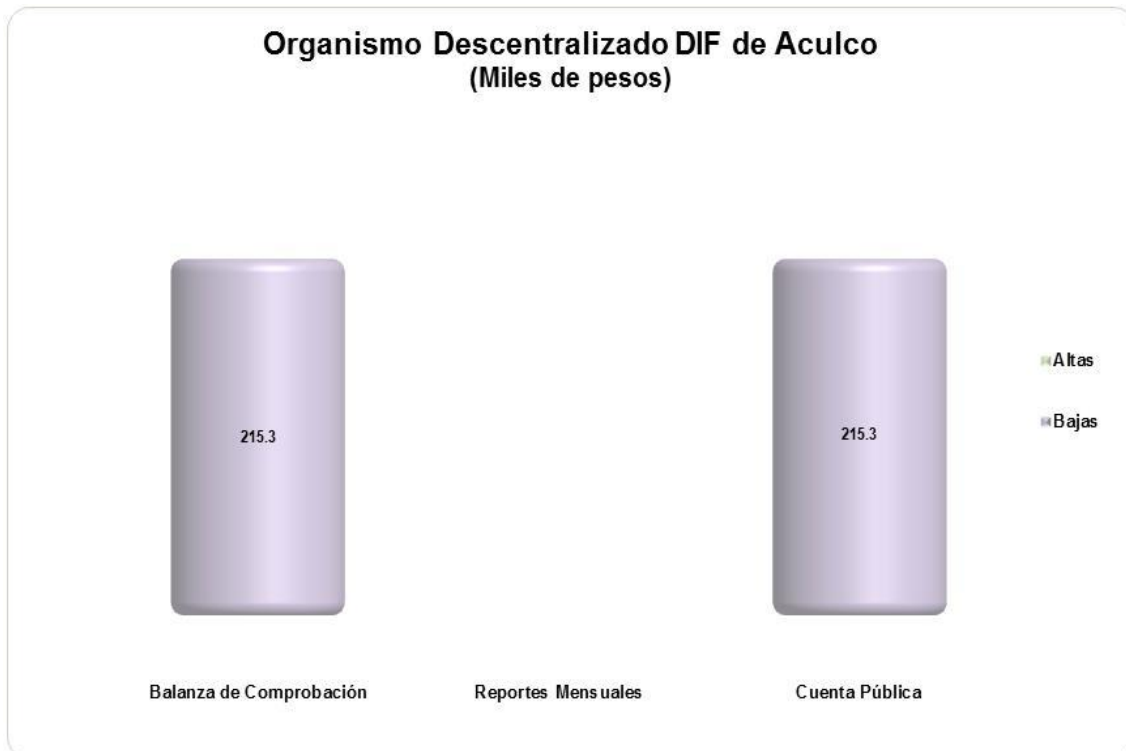 Organismo Descentralizado DIF de Aculco
(Miles de pesos)
215.3
215.3
Altas
Bajas
Balanza de Comprobación
Reportes Mensuales
Cuenta Pública